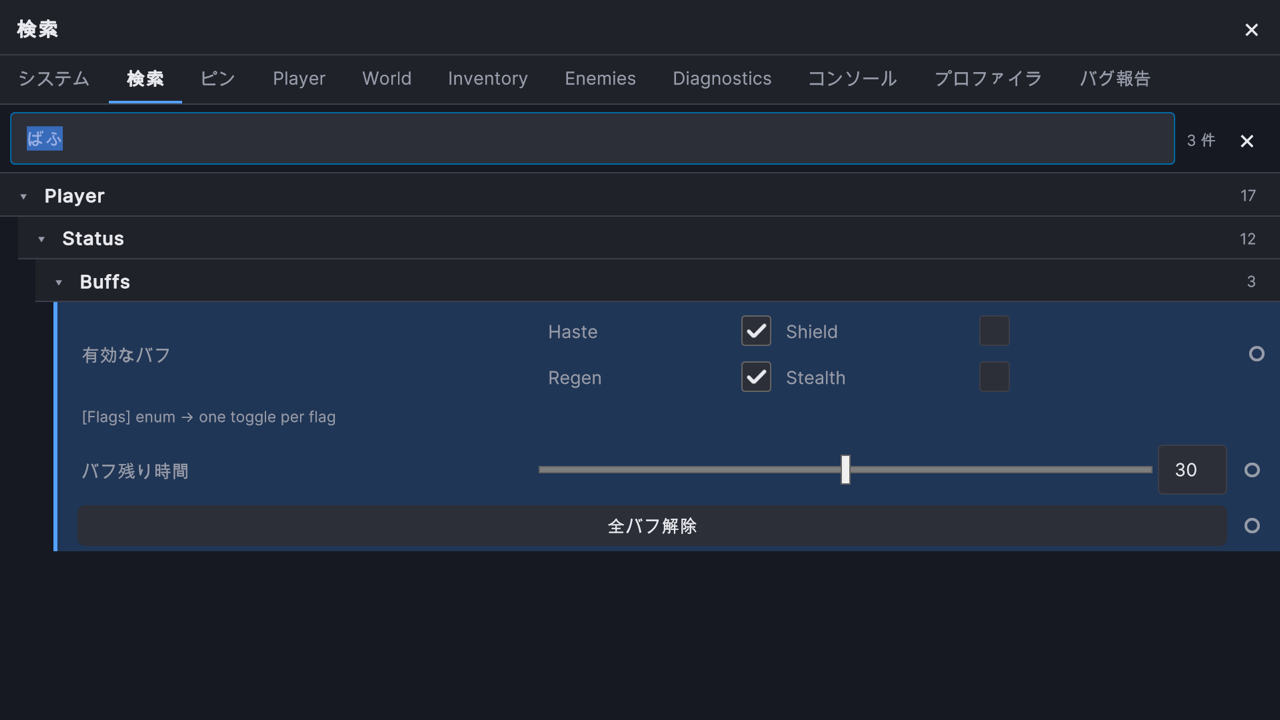 検索
システム 検索 ピン Player World Inventory Enemies Diagnostics コンソール プロファイラ バグ報告
ばふ 3 件
Player 17
Status 12
Buffs 3
Haste Shield
有効なバフ
Regen Stealth
[Flags] enum → one toggle per flag
バフ残り時間 30
全バフ解除